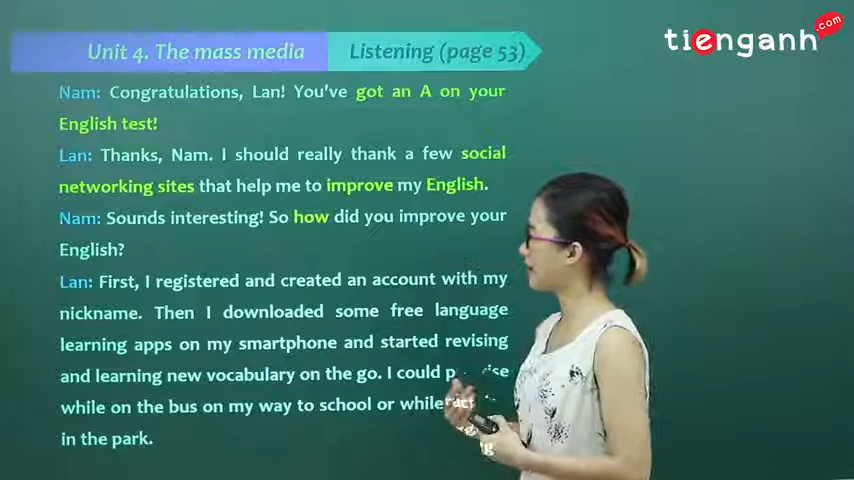 Unit 4. The mass media
Listening (page 53)
tienganh.com
Nam: Congratulations, Lan! You've got an A on your
English test!
Lan: Thanks, Nam. I should really thank a few social
networking sites that help me to improve my English.
Nam: Sounds interesting! So how did you improve your
English?
Lan: First, I registered and created an account with my
nickname. Then I downloaded some free language
learning apps on my smartphone and started revising
and learning new vocabulary on the go. I could
while on the bus on my way to school or while
in the park.